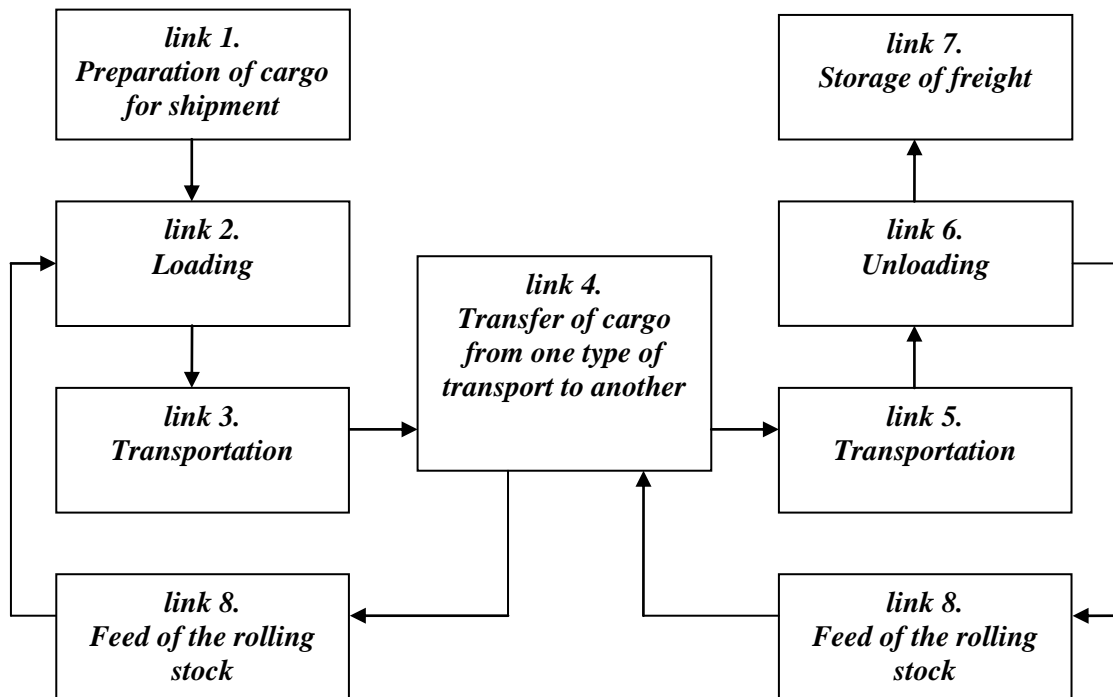 link 1.
Preparation of cargo
for shipment
link 2.
Loading
link 3.
Transportation
link 8.
Feed of the rolling
stock
link 4.
Transfer of cargo
from one type of
transport to another
link 7.
Storage of freight
link 6.
Unloading
link 5.
Transportation
link 8.
Feed of the rolling
stock